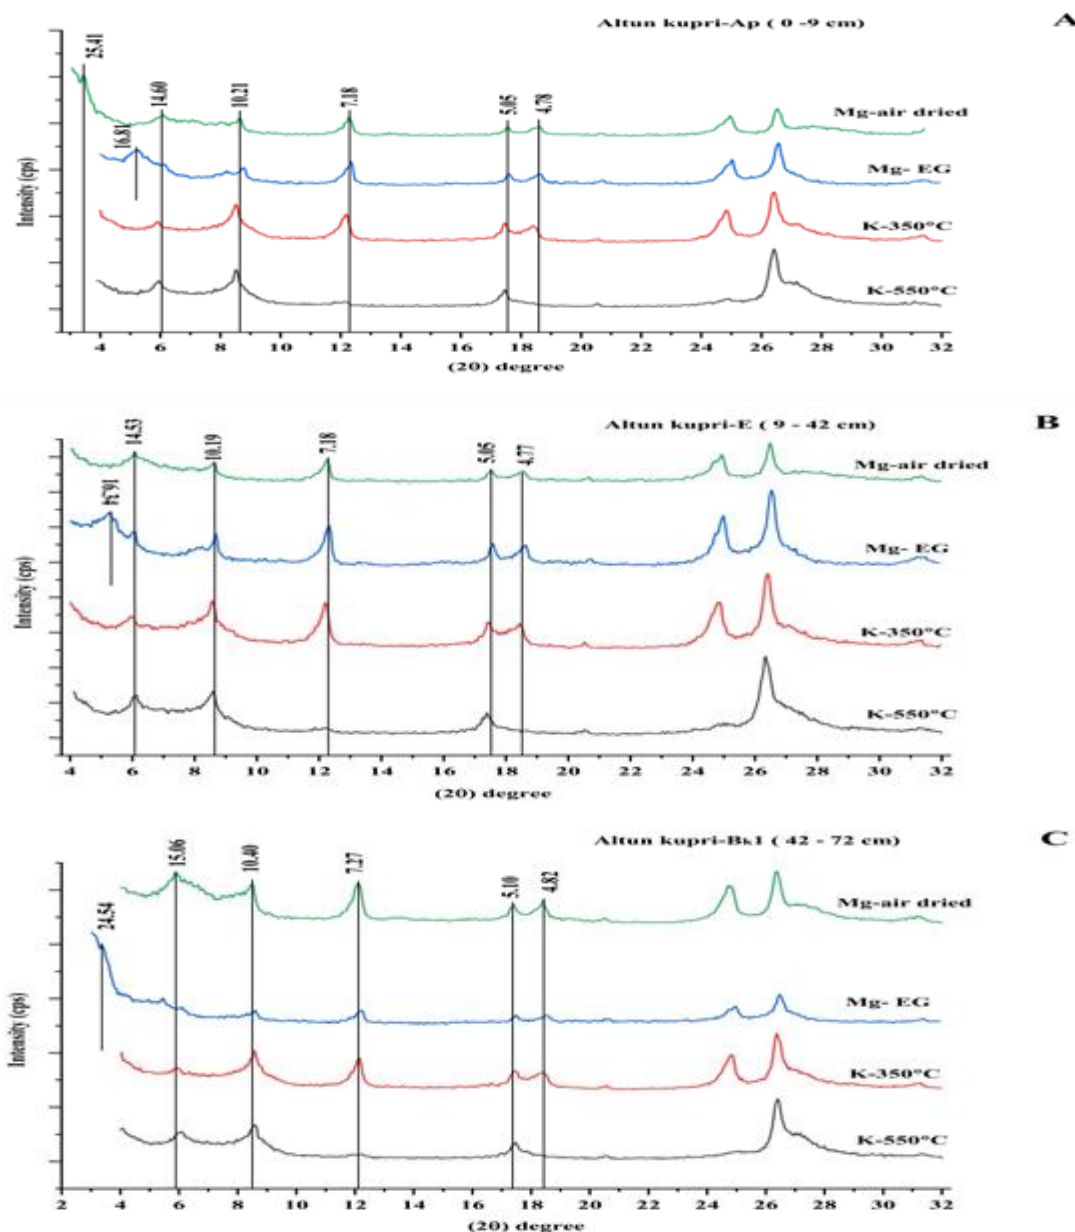 Altun kupri-Ap ( 0 -9 cm)
A
25.41
14.60
10.21
7.18
5.05
4.78
16.81
Mg-air dried
Mg- EG
K-350°C
K-550°C
Intensity (cps)
4 6 8 10 12 14 16 18 20 22 24 26 28 30 32
(2θ) degree
Altun kupri-E ( 9 - 42 cm)
B
14.53
10.19
7.18
5.05
4.77
16.34
Mg-air dried
Mg- EG
K-350°C
K-550°C
Intensity (cps)
4 6 8 10 12 14 16 18 20 22 24 26 28 30 32
(2θ) degree
Altun kupri-Bk1 ( 42 - 72 cm)
C
15.06
10.40
7.27
5.10
4.82
24.54
Mg-air dried
Mg- EG
K-350°C
K-550°C
Intensity (cps)
2 4 6 8 10 12 14 16 18 20 22 24 26 28 30 32
(2θ) degree